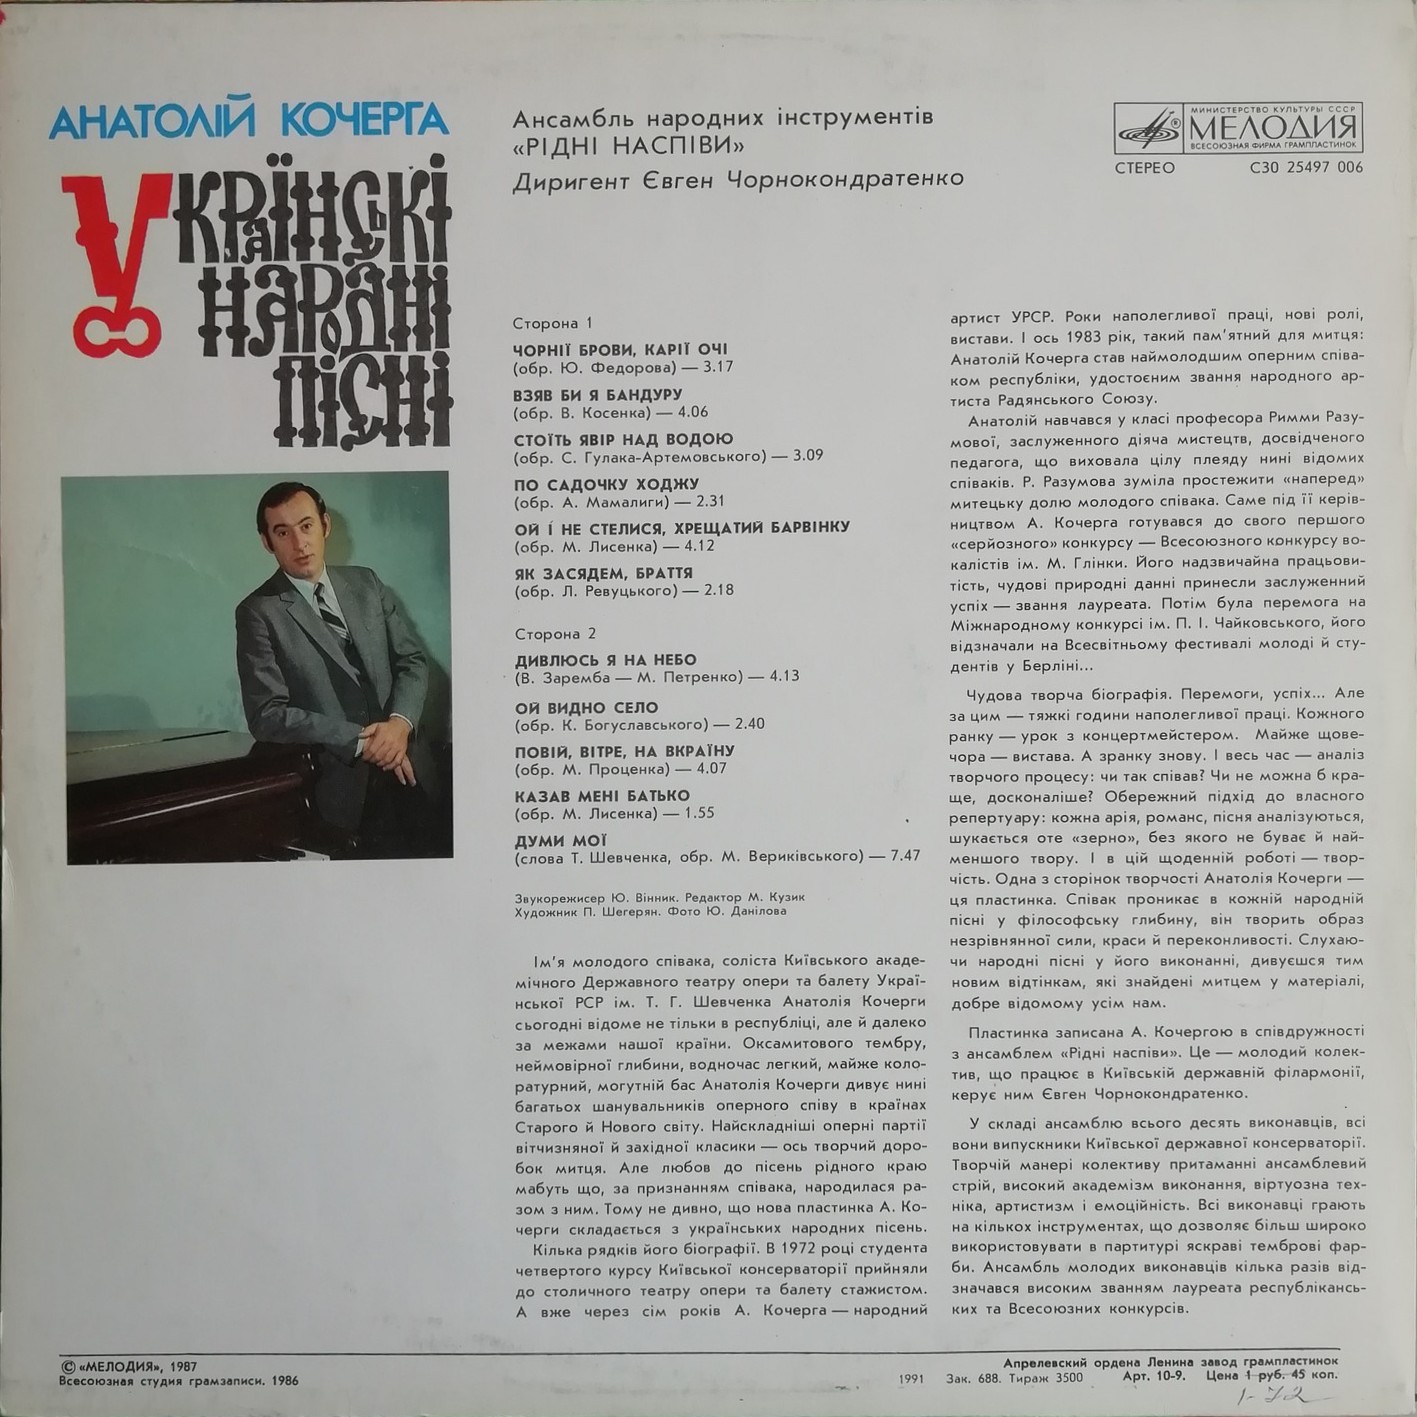 АНАТОЛІЙ КОЧЕРГА
УКРАЇНСЬКІ
НАРОДНІ
ПІСНІ
Ансамбль народних інструментів
«РІДНІ НАСПІВИ»
Диригент Євген Чорнокондратенко
МИНИСТЕРСТВО КУЛЬТУРЫ СССР
МЕЛОДИЯ
ВСЕСОЮЗНАЯ ФИРМА ГРАМПЛАСТИНОК
СТЕРЕО С30 25497 006
Сторона 1
ЧОРНІЇ БРОВИ, КАРІЇ ОЧІ
(обр. Ю. Федорова) — 3.17
ВЗЯВ БИ Я БАНДУРУ
(обр. В. Косенка) — 4.06
СТОЇТЬ ЯВІР НАД ВОДОЮ
(обр. С. Гулака-Артемовського) — 3.09
ПО САДОЧКУ ХОДЖУ
(обр. А. Мамалиги) — 2.31
ОЙ І НЕ СТЕЛИСЯ, ХРЕЩАТИЙ БАРВІНКУ
(обр. М. Лисенка) — 4.12
ЯК ЗАСЯДЕМ, БРАТТЯ
(обр. Л. Ревуцького) — 2.18
Сторона 2
ДИВЛЮСЬ Я НА НЕБО
(В. Заремба — М. Петренко) — 4.13
ОЙ ВИДНО СЕЛО
(обр. К. Богуславського) — 2.40
ПОВІЙ, ВІТРЕ, НА ВКРАЇНУ
(обр. М. Проценка) — 4.07
КАЗАВ МЕНІ БАТЬКО
(обр. М. Лисенка) — 1.55
ДУМИ МОЇ
(слова Т. Шевченка, обр. М. Вериківського) — 7.47
Звукорежисер Ю. Вінник. Редактор М. Кузик
Художник П. Шегерян. Фото Ю. Данілова
Ім'я молодого співака, соліста Київського акаде-
мічного Державного театру опери та балету Украї-
нської РСР ім. Т. Г. Шевченка Анатолія Кочерги
сьогодні відоме не тільки в республіці, але й далеко
за межами нашої країни. Оксамитового тембру,
неймовірної глибини, водночас легкий, майже коло-
ратурний, могутній бас Анатолія Кочерги дивує нині
багатьох шанувальників оперного співу в країнах
Старого й Нового світу. Найскладніші оперні партії
вітчизняної й західної класики — ось творчий доро-
бок митця. Але любов до пісень рідного краю
мабуть що, за признанням співака, народилася ра-
зом з ним. Тому не дивно, що нова пластинка А. Ко-
черги складається з українських народних пісень.
Кілька рядків його біографії. В 1972 році студента
четвертого курсу Київської консерваторії прийняли
до столичного театру опери та балету стажистом.
А вже через сім років А. Кочерга — народний
артист УРСР. Роки наполегливої праці, нові ролі,
вистави. І ось 1983 рік, такий пам'ятний для митця:
Анатолій Кочерга став наймолодшим оперним співа-
ком республіки, удостоєним звання народного ар-
тиста Радянського Союзу.
Анатолій навчався у класі професора Римми Разу-
мової, заслуженного діяча мистецтв, досвідченого
педагога, що виховала цілу плеяду нині відомих
співаків. Р. Разумова зуміла простежити «наперед»
митецьку долю молодого співака. Саме під її керів-
ництвом А. Кочерга готувався до свого першого
«серйозного» конкурсу — Всесоюзного конкурсу во-
калістів ім. М. Глінки. Його надзвичайна працьови-
тість, чудові природні данні принесли заслуженний
успіх — звання лауреата. Потім була перемога на
Міжнародному конкурсі ім. П. І. Чайковського, його
відзначали на Всесвітньому фестивалі молоді й сту-
дентів у Берліні...
Чудова творча біографія. Перемоги, успіх... Але
за цим — тяжкі години наполегливої праці. Кожного
ранку — урок з концертмейстером. Майже щове-
чора — вистава. А зранку знову. І весь час — аналіз
творчого процесу: чи так співав? Чи не можна б кра-
ще, досконаліше? Обережний підхід до власного
репертуару: кожна арія, романс, пісня аналізуються,
шукається оте «зерно», без якого не буває й най-
меншого твору. І в цій щоденній роботі — твор-
чість. Одна з сторінок творчості Анатолія Кочерги —
ця пластинка. Співак проникає в кожній народній
пісні у філософську глибину, він творить образ
незрівнянної сили, краси й переконливості. Слухаю-
чи народні пісні у його виконанні, дивуєшся тим
новим відтінкам, які знайдені митцем у матеріалі,
добре відомому усім нам.
Пластинка записана А. Кочергою в співдружності
з ансамблем «Рідні наспіви». Це — молодий колек-
тив, що працює в Київській державній філармонії,
керує ним Євген Чорнокондратенко.
У складі ансамблю всього десять виконавців, всі
вони випускники Київської державної консерваторії.
Творчій манері колективу притаманні ансамблевий
стрій, високий академізм виконання, віртуозна тех-
ніка, артистизм і емоційність. Всі виконавці грають
на кількох інструментах, що дозволяє більш широко
використовувати в партитурі яскраві темброві фар-
би. Ансамбль молодих виконавців кілька разів від-
значався високим званням лауреата республікансь-
ких та Всесоюзних конкурсів.
© «МЕЛОДИЯ», 1987
Всесоюзная студия грамзаписи. 1986
Апрелевский ордена Ленина завод грампластинок
1991 Зак. 688. Тираж 3500 Арт. 10-9. Цена 1 руб. 45 коп.
1-72